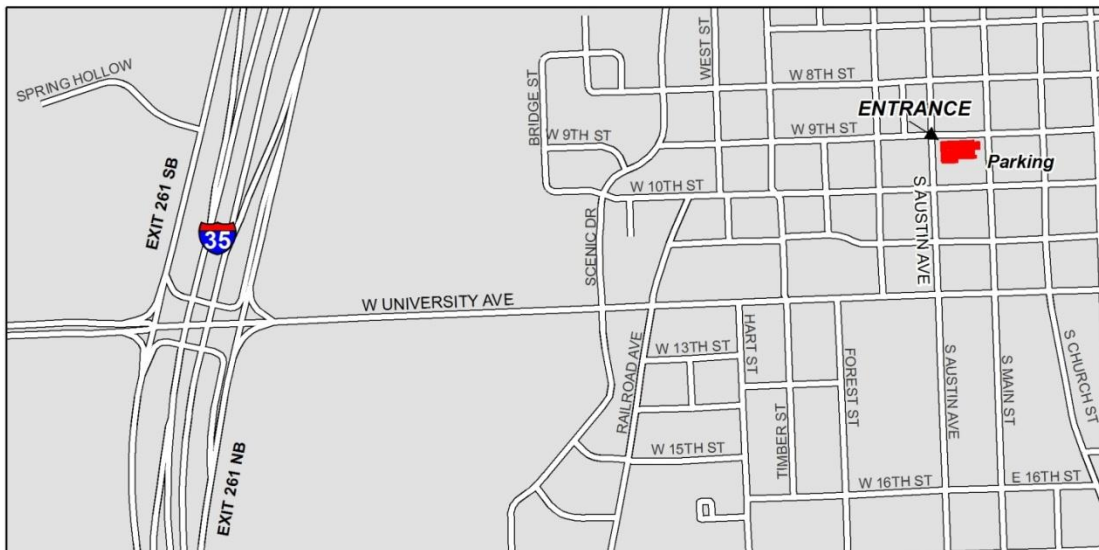 SPRING HOLLOW
EXIT 261 SB
35
EXIT 261 NB
W UNIVERSITY AVE
BRIDGE ST
W 9TH ST
SCENIC DR
W 10TH ST
WEST ST
W 8TH ST
ENTRANCE
W 9TH ST
Parking
S AUSTIN AVE
RAILROAD AVE
W 13TH ST
HART ST
W 15TH ST
TIMBER ST
FOREST ST
S AUSTIN AVE
S MAIN ST
S CHURCH ST
W 16TH ST
E 16TH ST